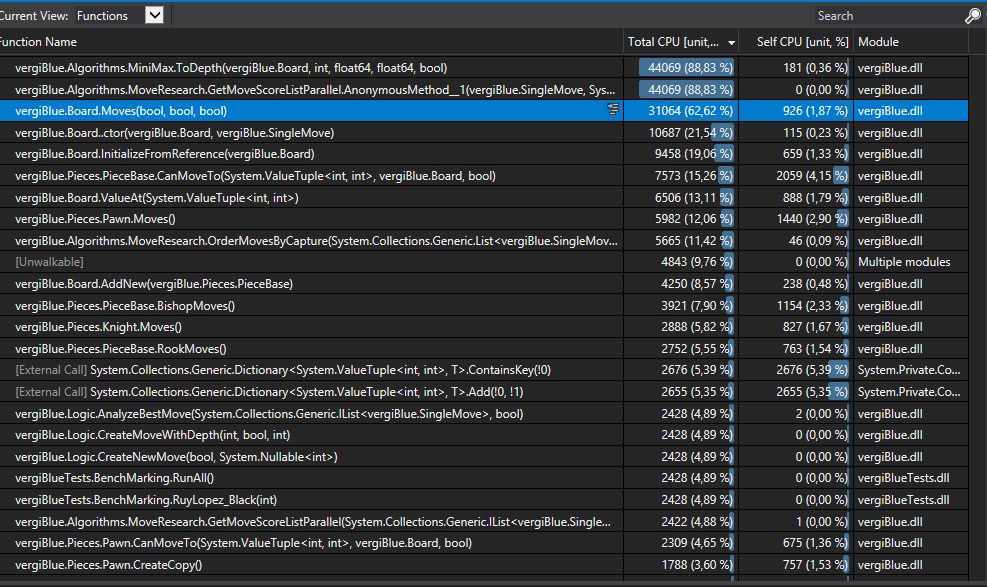 Current View: Functions Search
Function Name Total CPU [unit,... Self CPU [unit, %] Module
vergiBlue.Algorithms.MiniMax.ToDepth(vergiBlue.Board, int, float64, float64, bool) 44069 (88,83 %) 181 (0,36 %) vergiBlue.dll
vergiBlue.Algorithms.MoveResearch.GetMoveScoreListParallel.AnonymousMethod__1(vergiBlue.SingleMove, Sys... 44069 (88,83 %) 0 (0,00 %) vergiBlue.dll
vergiBlue.Board.Moves(bool, bool, bool) 31064 (62,62 %) 926 (1,87 %) vergiBlue.dll
vergiBlue.Board..ctor(vergiBlue.Board, vergiBlue.SingleMove) 10687 (21,54 %) 115 (0,23 %) vergiBlue.dll
vergiBlue.Board.InitializeFromReference(vergiBlue.Board) 9458 (19,06 %) 659 (1,33 %) vergiBlue.dll
vergiBlue.Pieces.PieceBase.CanMoveTo(System.ValueTuple<int, int>, vergiBlue.Board, bool) 7573 (15,26 %) 2059 (4,15 %) vergiBlue.dll
vergiBlue.Board.ValueAt(System.ValueTuple<int, int>) 6506 (13,11 %) 888 (1,79 %) vergiBlue.dll
vergiBlue.Pieces.Pawn.Moves() 5982 (12,06 %) 1440 (2,90 %) vergiBlue.dll
vergiBlue.Algorithms.MoveResearch.OrderMovesByCapture(System.Collections.Generic.List<vergiBlue.SingleMov... 5665 (11,42 %) 46 (0,09 %) vergiBlue.dll
[Unwalkable] 4843 (9,76 %) 0 (0,00 %) Multiple modules
vergiBlue.Board.AddNew(vergiBlue.Pieces.PieceBase) 4250 (8,57 %) 238 (0,48 %) vergiBlue.dll
vergiBlue.Pieces.PieceBase.BishopMoves() 3921 (7,90 %) 1154 (2,33 %) vergiBlue.dll
vergiBlue.Pieces.Knight.Moves() 2888 (5,82 %) 827 (1,67 %) vergiBlue.dll
vergiBlue.Pieces.PieceBase.RookMoves() 2752 (5,55 %) 763 (1,54 %) vergiBlue.dll
[External Call] System.Collections.Generic.Dictionary<System.ValueTuple<int, int>, T>.ContainsKey(!0) 2676 (5,39 %) 2676 (5,39 %) System.Private.Co...
[External Call] System.Collections.Generic.Dictionary<System.ValueTuple<int, int>, T>.Add(!0, !1) 2655 (5,35 %) 2655 (5,35 %) System.Private.Co...
vergiBlue.Logic.AnalyzeBestMove(System.Collections.Generic.IList<vergiBlue.SingleMove>, bool) 2428 (4,89 %) 2 (0,00 %) vergiBlue.dll
vergiBlue.Logic.CreateMoveWithDepth(int, bool, int) 2428 (4,89 %) 0 (0,00 %) vergiBlue.dll
vergiBlue.Logic.CreateNewMove(bool, System.Nullable<int>) 2428 (4,89 %) 0 (0,00 %) vergiBlue.dll
vergiBlueTests.BenchMarking.RunAll() 2428 (4,89 %) 0 (0,00 %) vergiBlueTests.dll
vergiBlueTests.BenchMarking.RuyLopez_Black(int) 2428 (4,89 %) 0 (0,00 %) vergiBlueTests.dll
vergiBlue.Algorithms.MoveResearch.GetMoveScoreListParallel(System.Collections.Generic.IList<vergiBlue.Single... 2422 (4,88 %) 1 (0,00 %) vergiBlue.dll
vergiBlue.Pieces.Pawn.CanMoveTo(System.ValueTuple<int, int>, vergiBlue.Board, bool) 2309 (4,65 %) 675 (1,36 %) vergiBlue.dll
vergiBlue.Pieces.Pawn.CreateCopy() 1788 (3,60 %) 757 (1,53 %) vergiBlue.dll